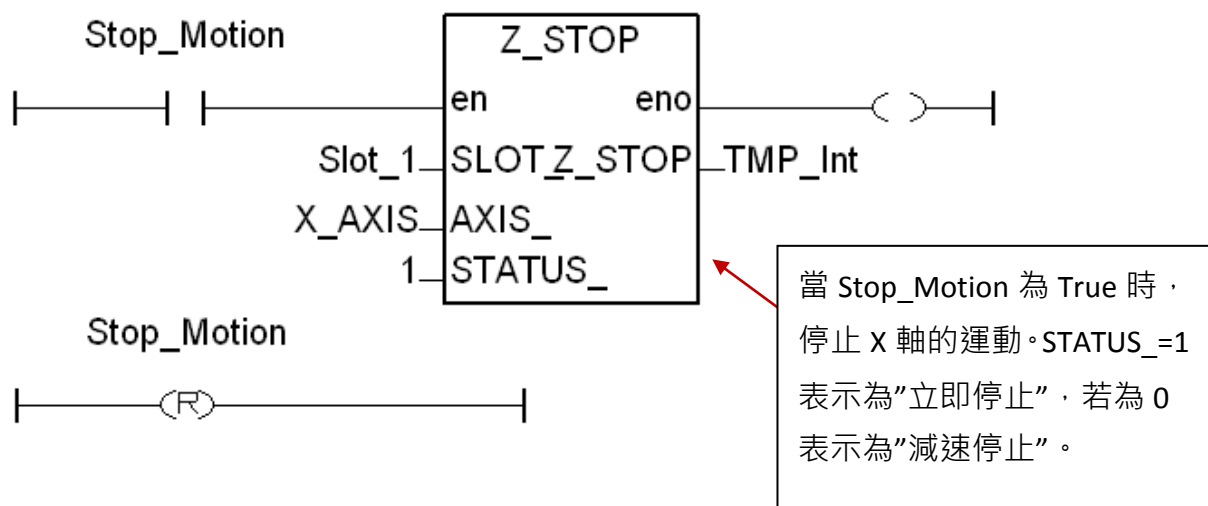 Stop_Motion
Z_STOP
en eno
Slot_1 SLOT_Z_STOP TMP_Int
X_AXIS AXIS_
1 STATUS_
當 Stop_Motion 為 True 時，
停止 X 軸的運動。STATUS_=1
表示為”立即停止”，若為 0
表示為”減速停止”。
Stop_Motion
R